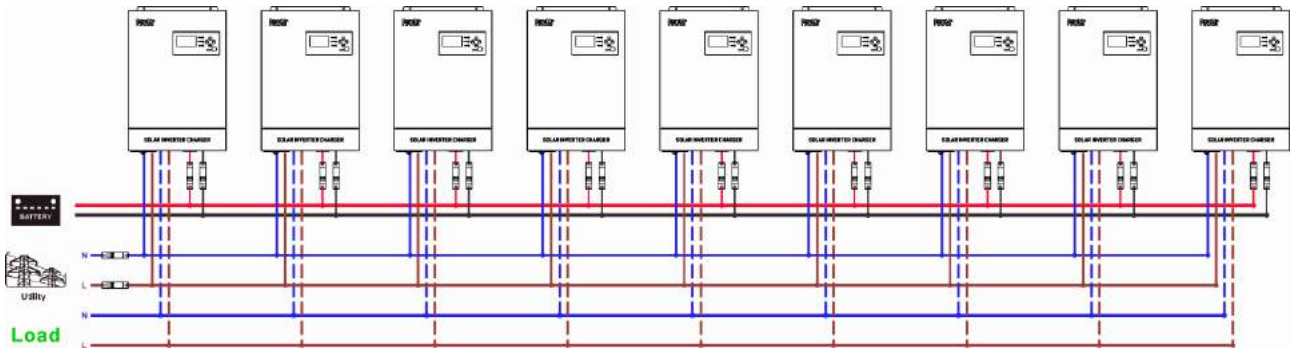 SOLAR INVERTER CHARGER SOLAR INVERTER CHARGER SOLAR INVERTER CHARGER SOLAR INVERTER CHARGER SOLAR INVERTER CHARGER SOLAR INVERTER CHARGER SOLAR INVERTER CHARGER SOLAR INVERTER CHARGER SOLAR INVERTER CHARGER
BATTERY
N
L
Utility
N
Load
L